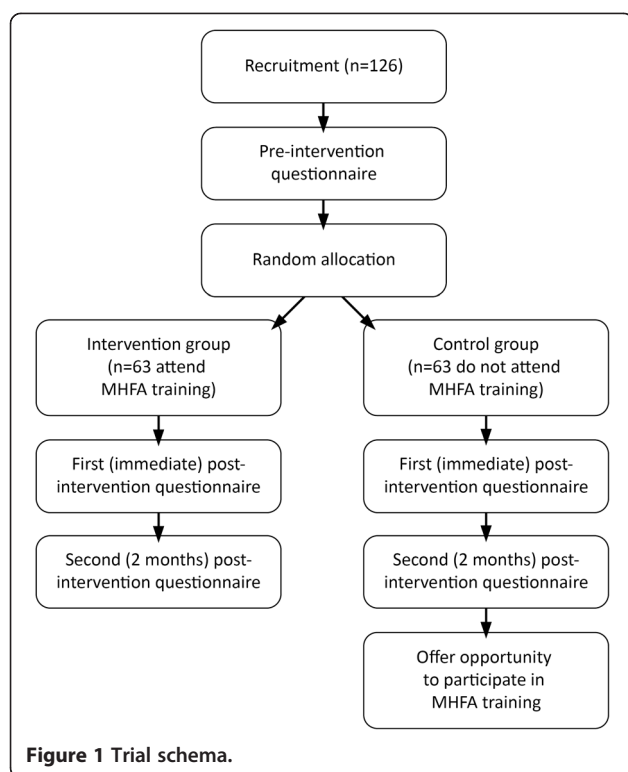 Recruitment (n=126)
Pre-intervention
questionnaire
Random allocation
Intervention group
(n=63 attend
MHFA training)
Control group
(n=63 do not attend
MHFA training)
First (immediate) post-
intervention questionnaire
First (immediate) post-
intervention questionnaire
Second (2 months) post-
intervention questionnaire
Second (2 months) post-
intervention questionnaire
Offer opportunity
to participate in
MHFA training
Figure 1 Trial schema.